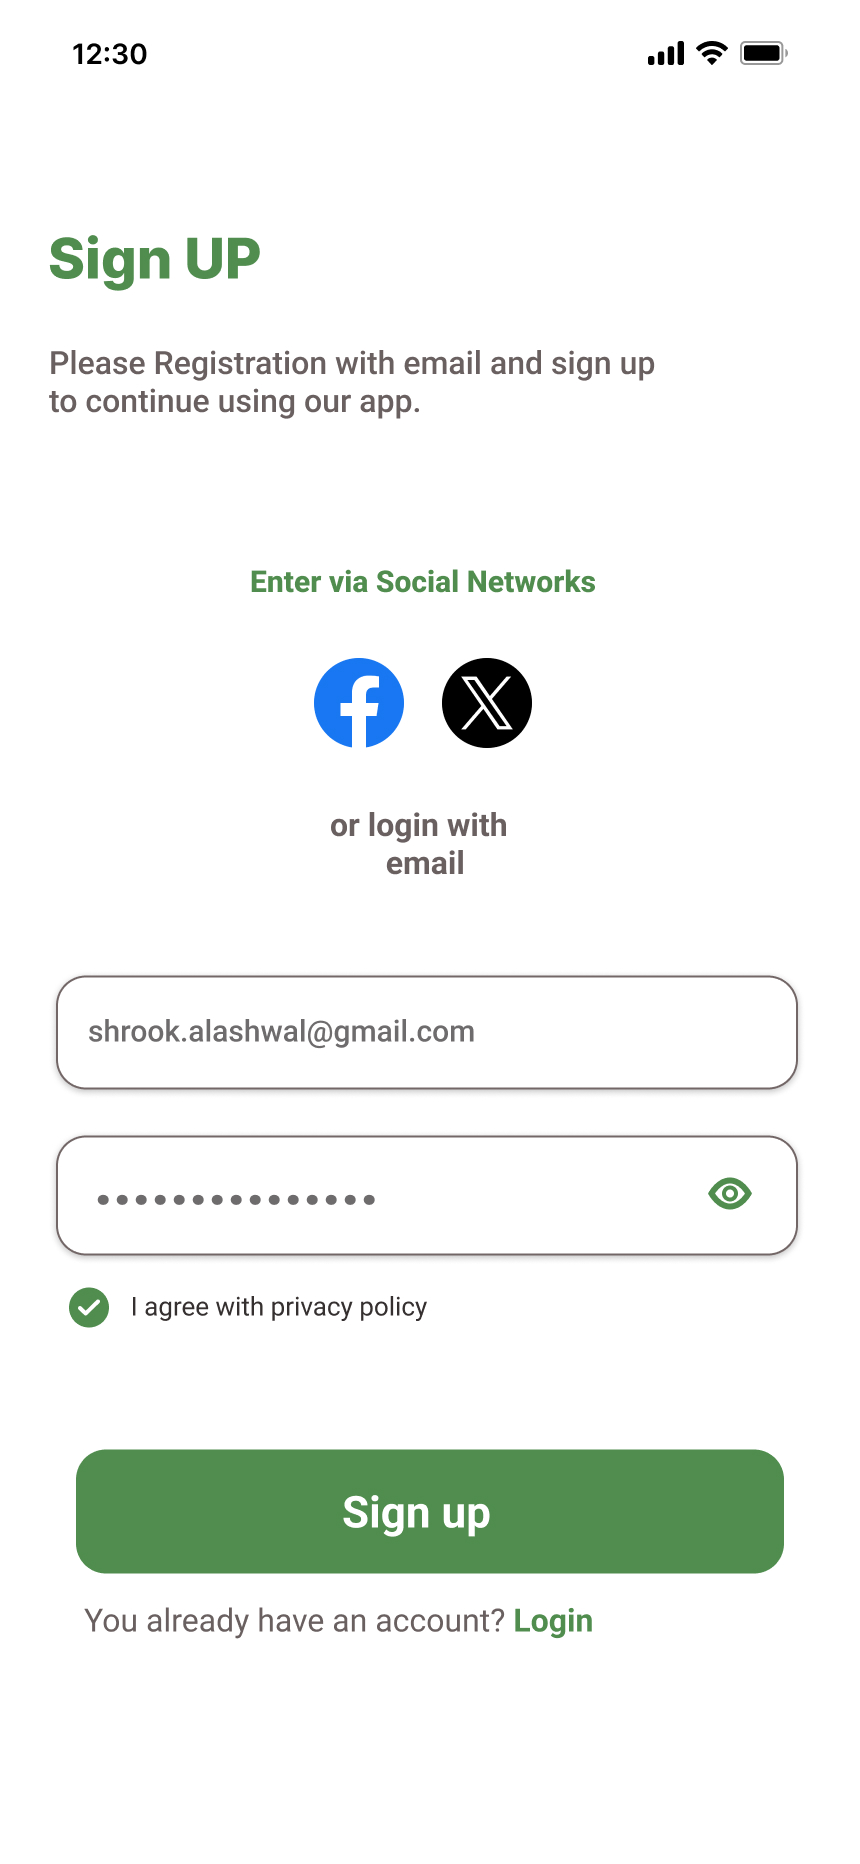 12:30
Sign UP
Please Registration with email and sign up
to continue using our app.
Enter via Social Networks
or login with
email
shrook.alashwal@gmail.com
•••••••••••••••
I agree with privacy policy
Sign up
You already have an account? Login